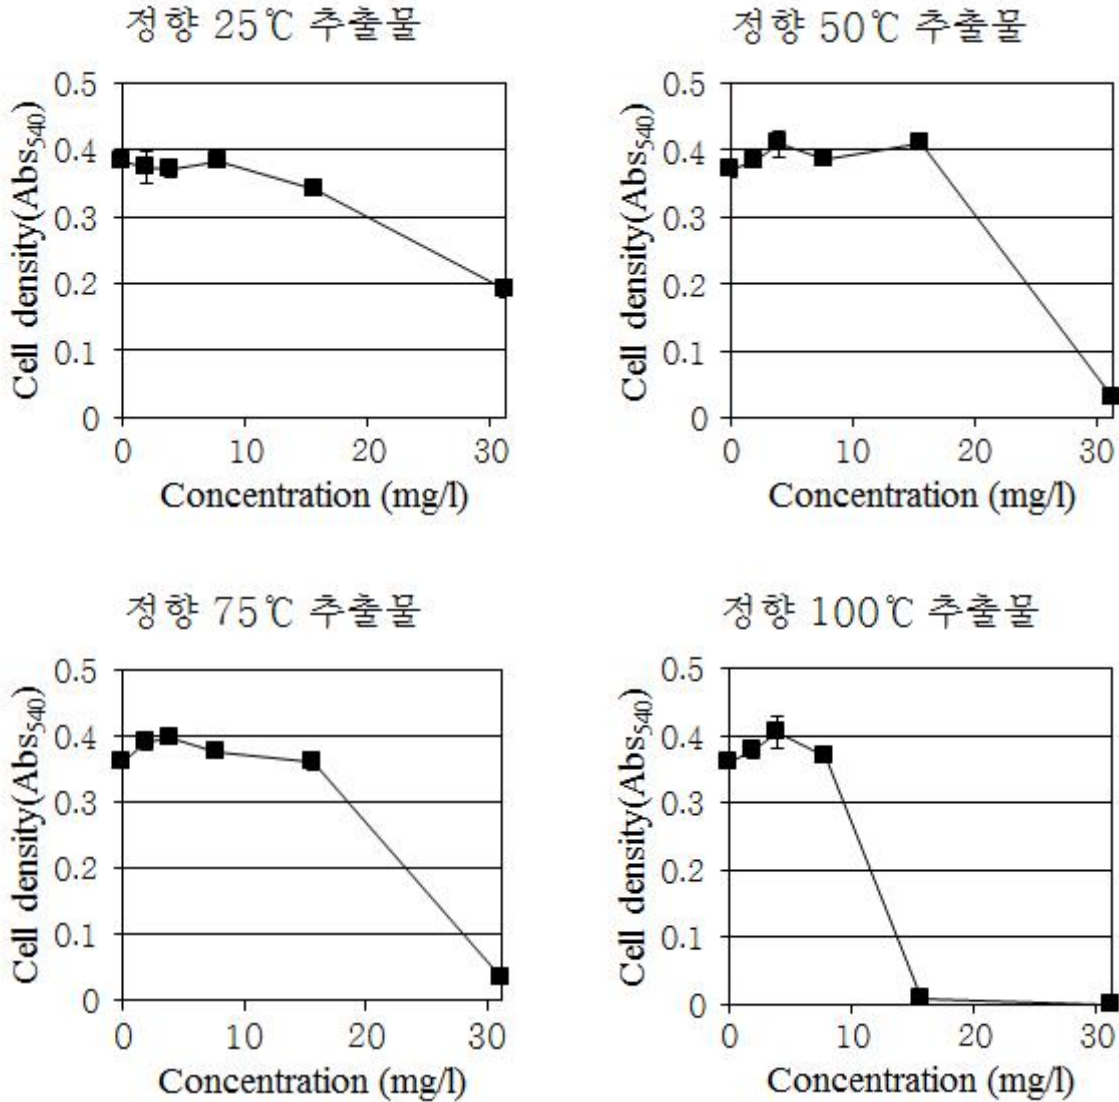 정향 25℃ 추출물
Cell density(Abs540)
0.5
0.4
0.3
0.2
0.1
0
0 10 20 30
Concentration (mg/l)
정향 50℃ 추출물
Cell density(Abs540)
0.5
0.4
0.3
0.2
0.1
0
0 10 20 30
Concentration (mg/l)
정향 75℃ 추출물
Cell density(Abs540)
0.5
0.4
0.3
0.2
0.1
0
0 10 20 30
Concentration (mg/l)
정향 100℃ 추출물
Cell density(Abs540)
0.5
0.4
0.3
0.2
0.1
0
0 10 20 30
Concentration (mg/l)